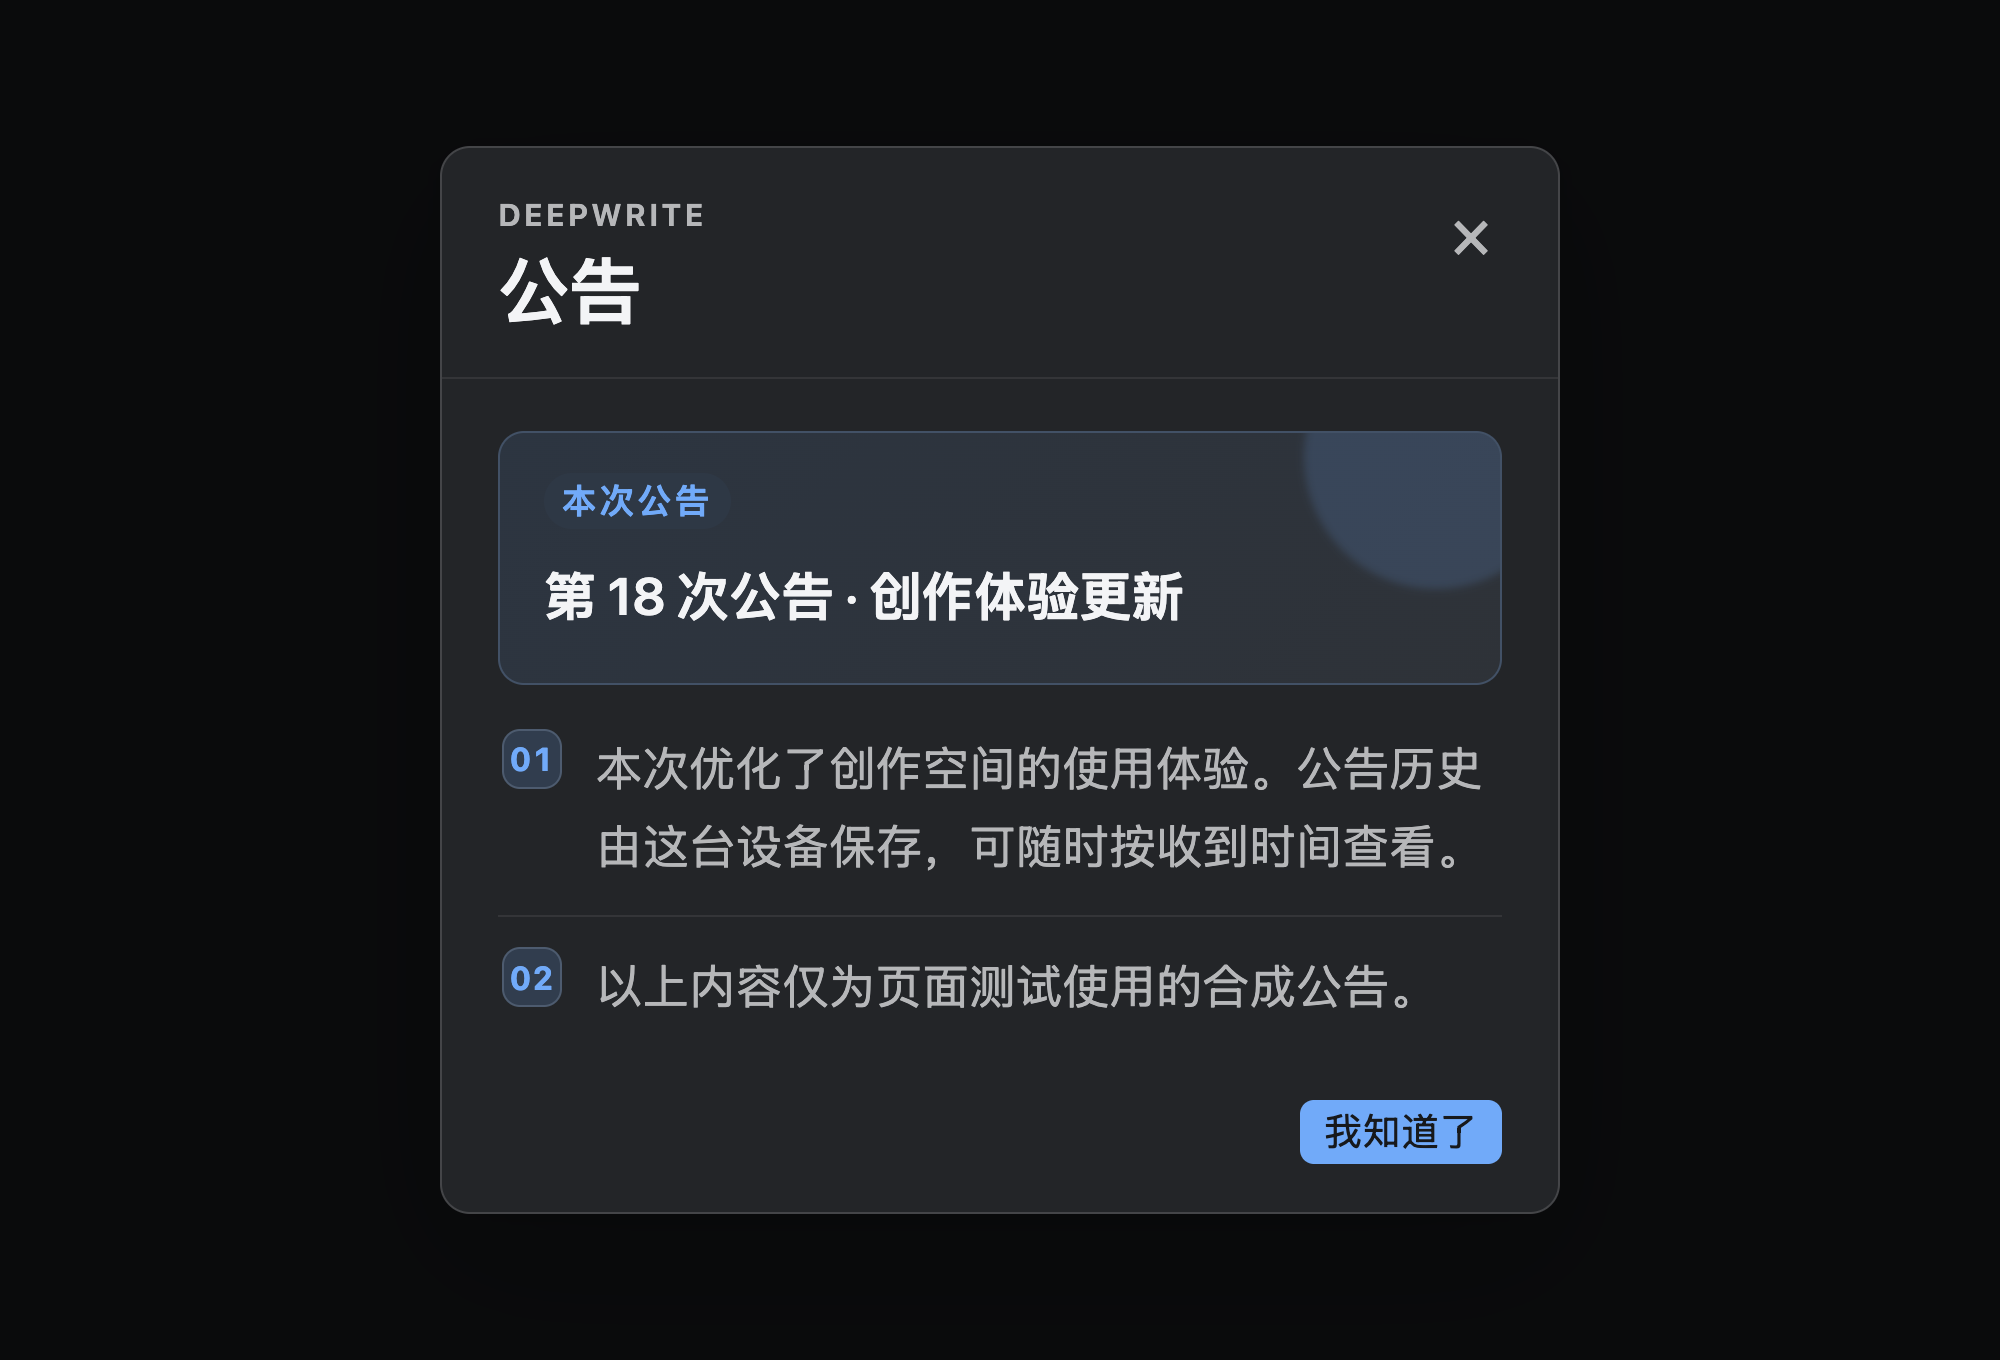 DEEPWRITE
公告
本次公告
第 18 次公告 · 创作体验更新
01
本次优化了创作空间的使用体验。公告历史
由这台设备保存，可随时按收到时间查看。
02
以上内容仅为页面测试使用的合成公告。
我知道了